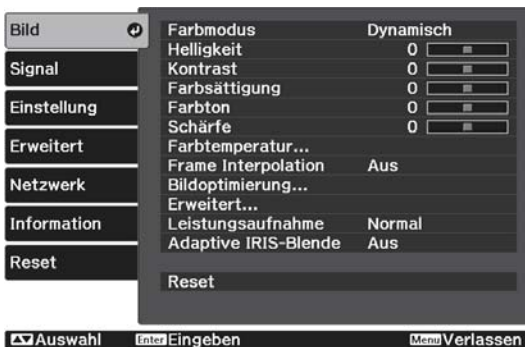 Bild
Signal
Einstellung
Erweitert
Netzwerk
Information
Reset
Farbmodus Dynamisch
Helligkeit 0
Kontrast 0
Farbsättigung 0
Farbton 0
Schärfe 0
Farbtemperatur...
Frame Interpolation Aus
Bildoptimierung...
Erweitert...
Leistungsaufnahme Normal
Adaptive IRIS-Blende Aus
Reset
Auswahl Enter Eingeben Menu Verlassen